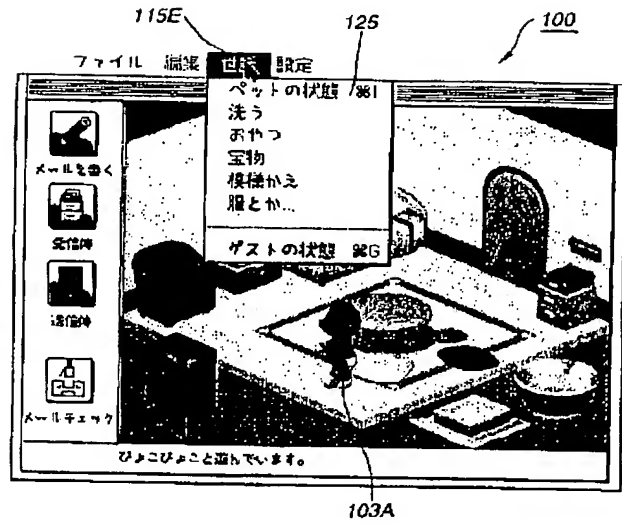 115E
125
100
ファイル 編集 世話 設定
ペットの状態 ⌘I
洗う
おやつ
宝物
模様かえ
服とか...
ゲストの状態 ⌘G
メールを書く
受信簿
送信簿
メールチェック
ぴょこぴょこと遊んでいます。
103A